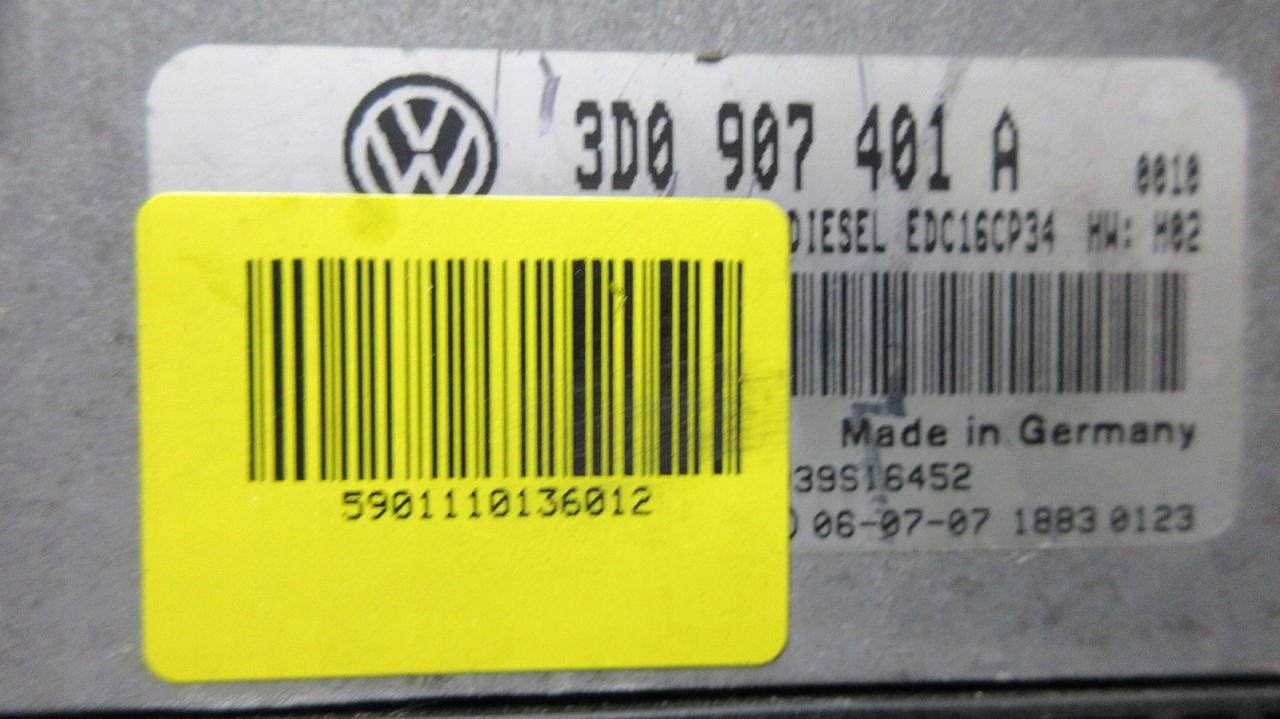 3D0 907 401 A 0010
DIESEL EDC16CP34 HW: H02
Made in Germany
39S16452
06-07-07 1883 0123
5901110136012